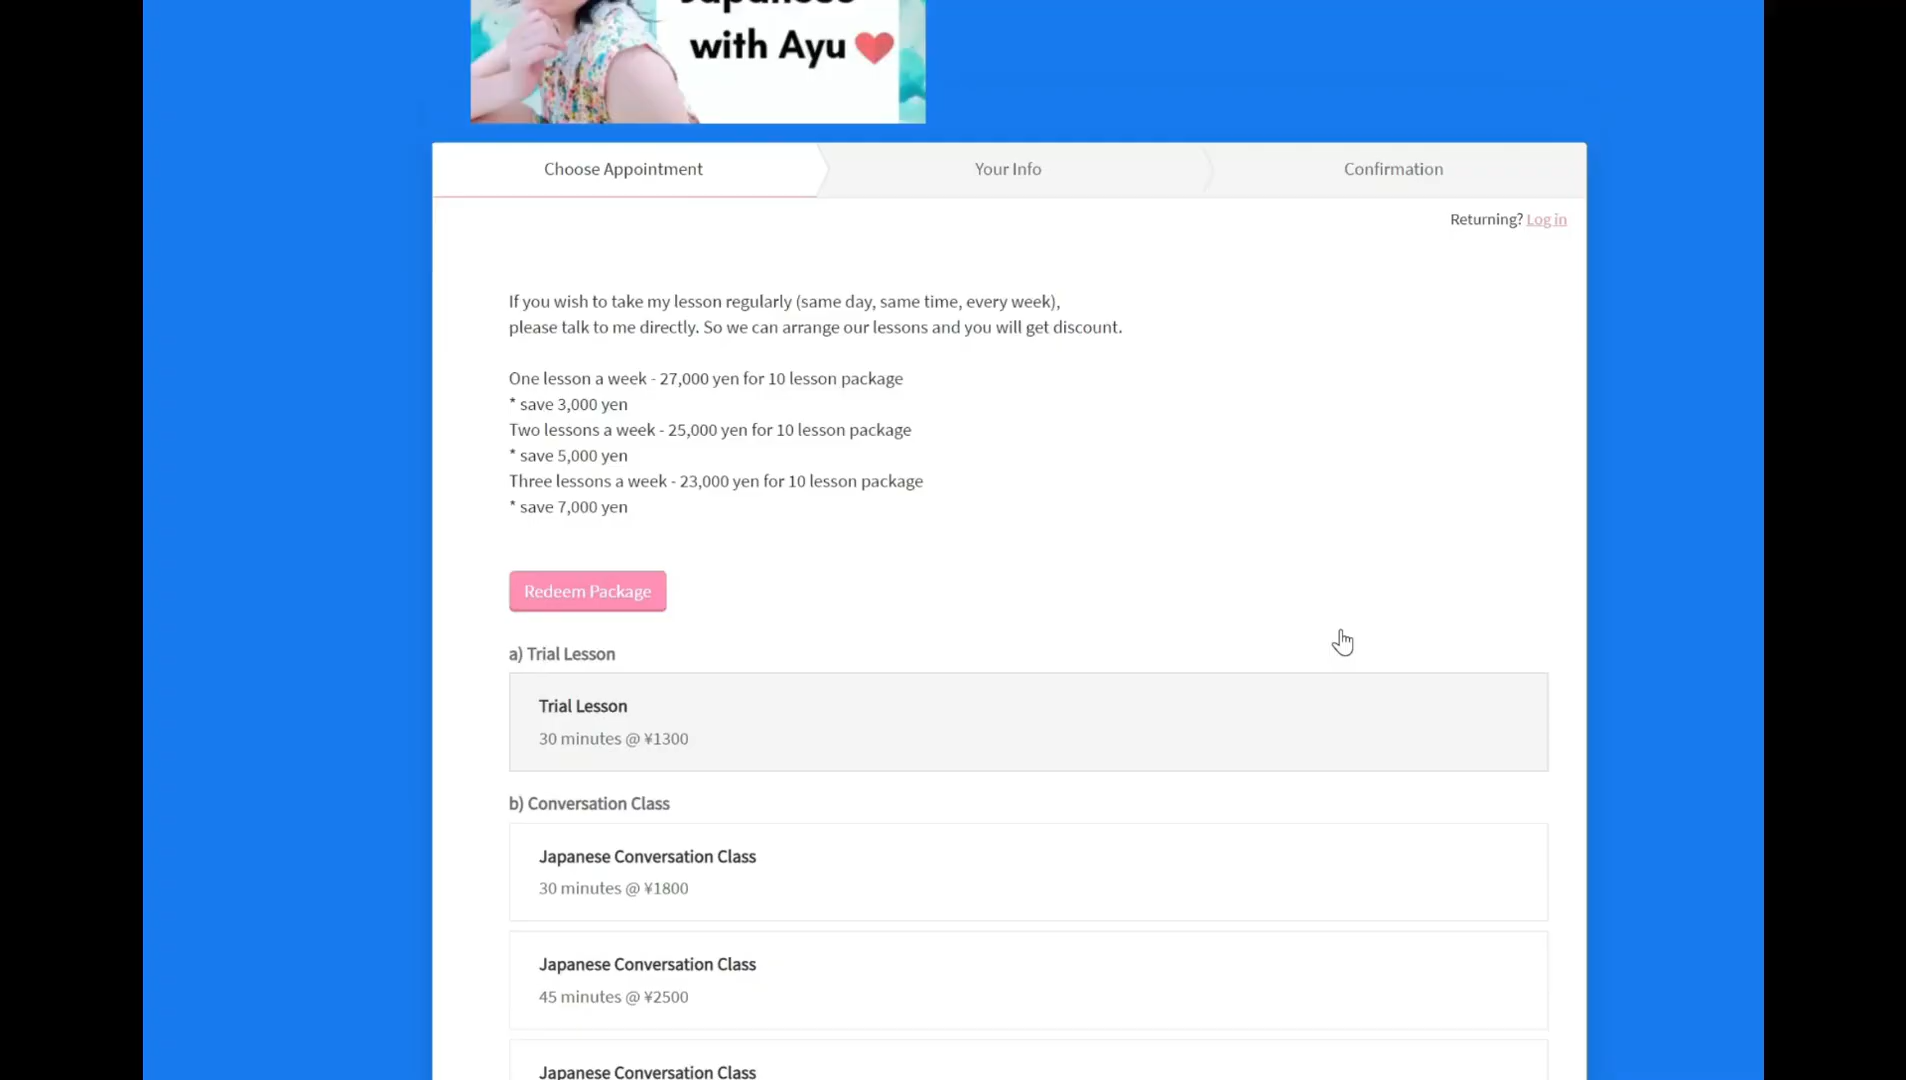 Japanese
with Ayu
Choose Appointment
Your Info
Confirmation
Returning? Log in
If you wish to take my lesson regularly (same day, same time, every week),
please talk to me directly. So we can arrange our lessons and you will get discount.
One lesson a week - 27,000 yen for 10 lesson package
* save 3,000 yen
Two lessons a week - 25,000 yen for 10 lesson package
* save 5,000 yen
Three lessons a week - 23,000 yen for 10 lesson package
* save 7,000 yen
Redeem Package
a) Trial Lesson
Trial Lesson
30 minutes @ ¥1300
b) Conversation Class
Japanese Conversation Class
30 minutes @ ¥1800
Japanese Conversation Class
45 minutes @ ¥2500
Japanese Conversation Class